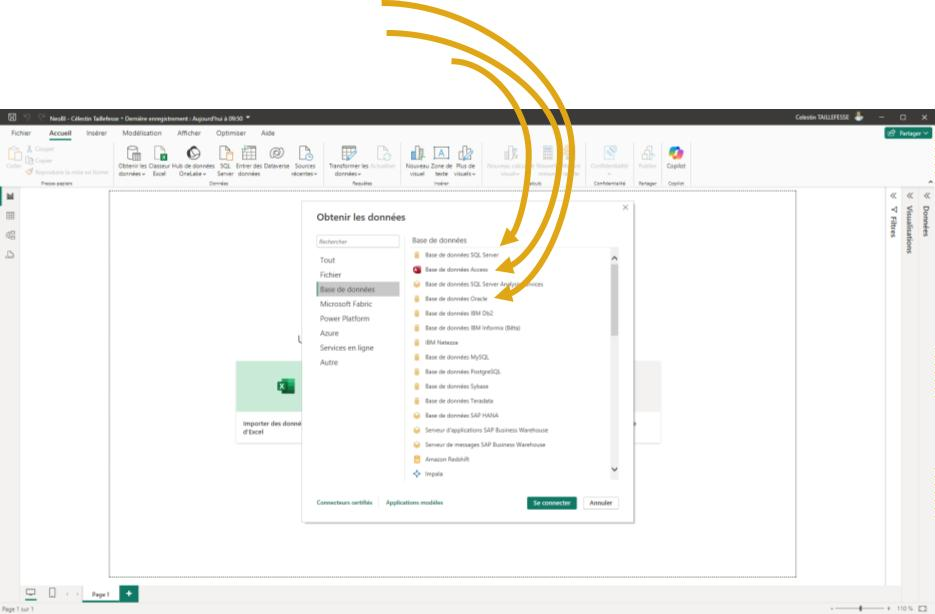 NeoBI - Célestin Taillefesse • Dernière enregistrement : Aujourd'hui à 09:50
Celestin TAILLEFESSE
Fichier Accueil Insérer Modélisation Afficher Optimiser Aide
Partager
Coller
Couper
Copier
Reproduire la mise en forme
Presse-papiers
Obtenir les données
Classeur Excel
Hub de données OneLake
SQL Server
Entrer des données
Dataverse
Sources récentes
Données
Transformer les données
Actualiser
Requêtes
Nouveau visuel
Zone de texte
Plus de visuels
Insérer
Confidentialité
Confidentialité
Publier
Partager
Copilot
Copilot
Filtres
Visualisations
Données
Obtenir les données
Rechercher
Tout
Fichier
Base de données
Microsoft Fabric
Power Platform
Azure
Services en ligne
Autre
Base de données
Base de données SQL Server
Base de données Access
Base de données SQL Server Analysis Services
Base de données Oracle
Base de données IBM Db2
Base de données IBM Informix (Bêta)
IBM Netezza
Base de données MySQL
Base de données PostgreSQL
Base de données Sybase
Base de données Teradata
Base de données SAP HANA
Serveur d'applications SAP Business Warehouse
Serveur de messages SAP Business Warehouse
Amazon Redshift
Impala
Connecteurs certifiés
Applications modèles
Se connecter
Annuler
Importer des donné
d'Excel
Page 1
Page 1 sur 1
110 %